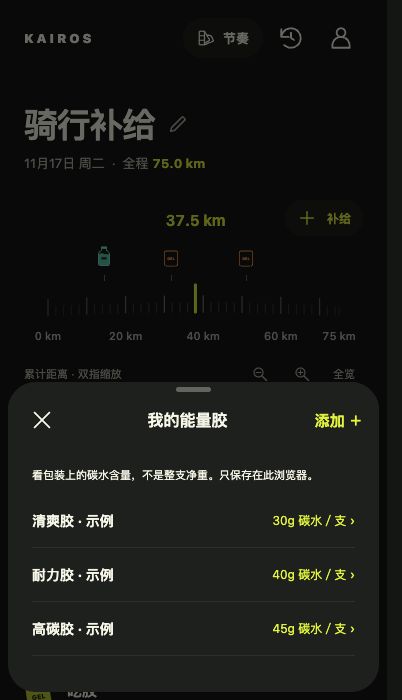 KAIROS
节奏
骑行补给
11月17日 周二 · 全程 75.0 km
37.5 km
＋ 补给
GEL GEL
0 km 20 km 40 km 60 km 75 km
累计距离 · 双指缩放 全览
我的能量胶
添加 ＋
看包装上的碳水含量，不是整支净重。只保存在此浏览器。
清爽胶 · 示例 30g 碳水 / 支 ›
耐力胶 · 示例 40g 碳水 / 支 ›
高碳胶 · 示例 45g 碳水 / 支 ›
GEL